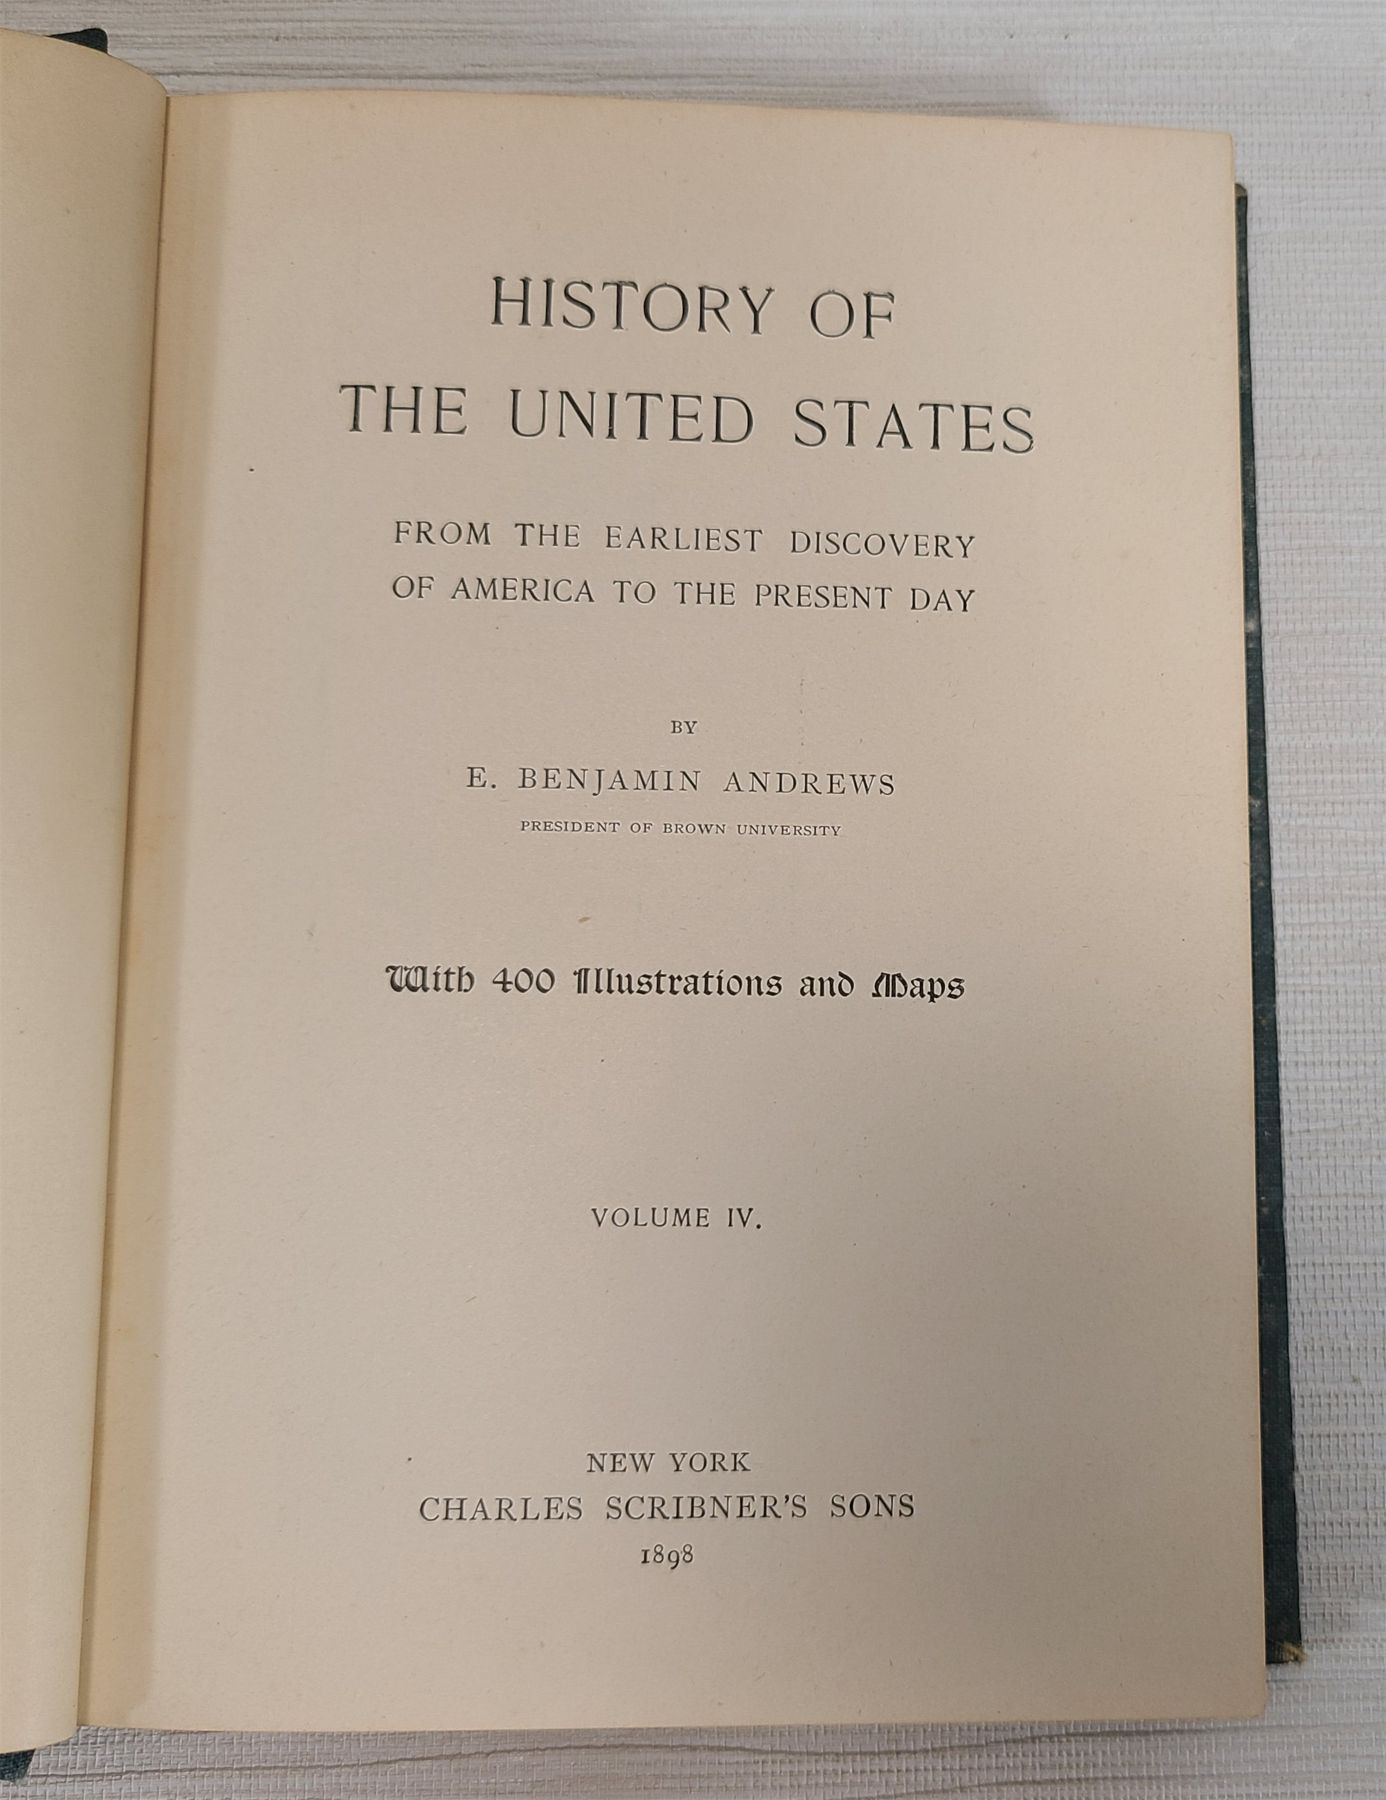 HISTORY OF
THE UNITED STATES
FROM THE EARLIEST DISCOVERY
OF AMERICA TO THE PRESENT DAY
BY
E. BENJAMIN ANDREWS
PRESIDENT OF BROWN UNIVERSITY
With 400 Illustrations and Maps
VOLUME IV.
NEW YORK
CHARLES SCRIBNER'S SONS
1898